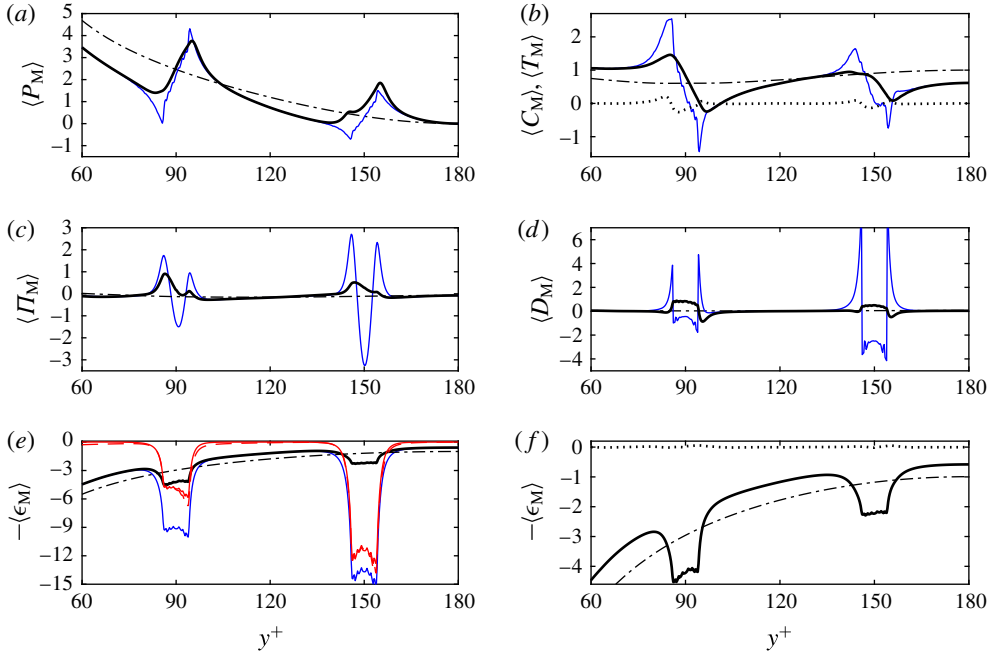 (a)
⟨P_M⟩
5
4
3
2
1
0
−1
60 90 120 150 180
(b)
⟨C_M⟩, ⟨T_M⟩
2
1
0
1
60 90 120 150 180
(c)
⟨Π_M⟩
3
2
1
0
−1
−2
−3
60 90 120 150 180
(d)
⟨D_M⟩
6
4
2
0
−2
−4
60 90 120 150 180
(e)
−⟨ϵ_M⟩
0
−3
−6
−9
−12
−15
60 90 120 150 180
y⁺
(f)
−⟨ϵ_M⟩
0
−1
−2
−3
−4
60 90 120 150 180
y⁺